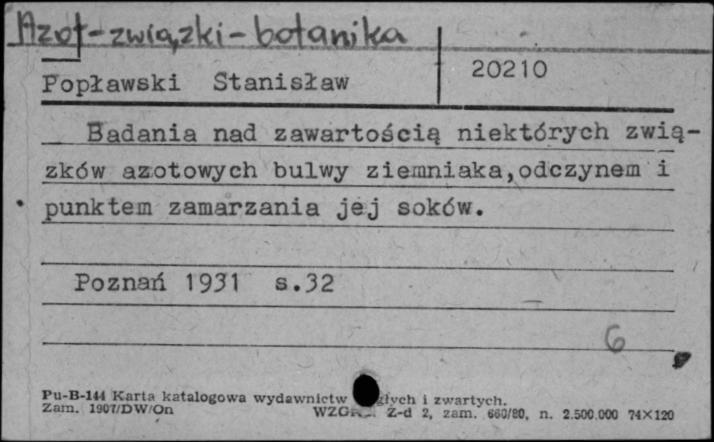 Azot-związki-botanika
Popławski Stanisław
20210
Badania nad zawartością niektórych zwią-
zków azotowych bulwy ziemniaka,odczynem i
punktem zamarzania jej soków.
Poznań 1931 s.32
6
Pu-B-144 Karta katalogowa wydawnictw i zwartych.
Zam. 1907/DW/On Z-d 2, zam. 660/80, n. 2.500.000 74×120